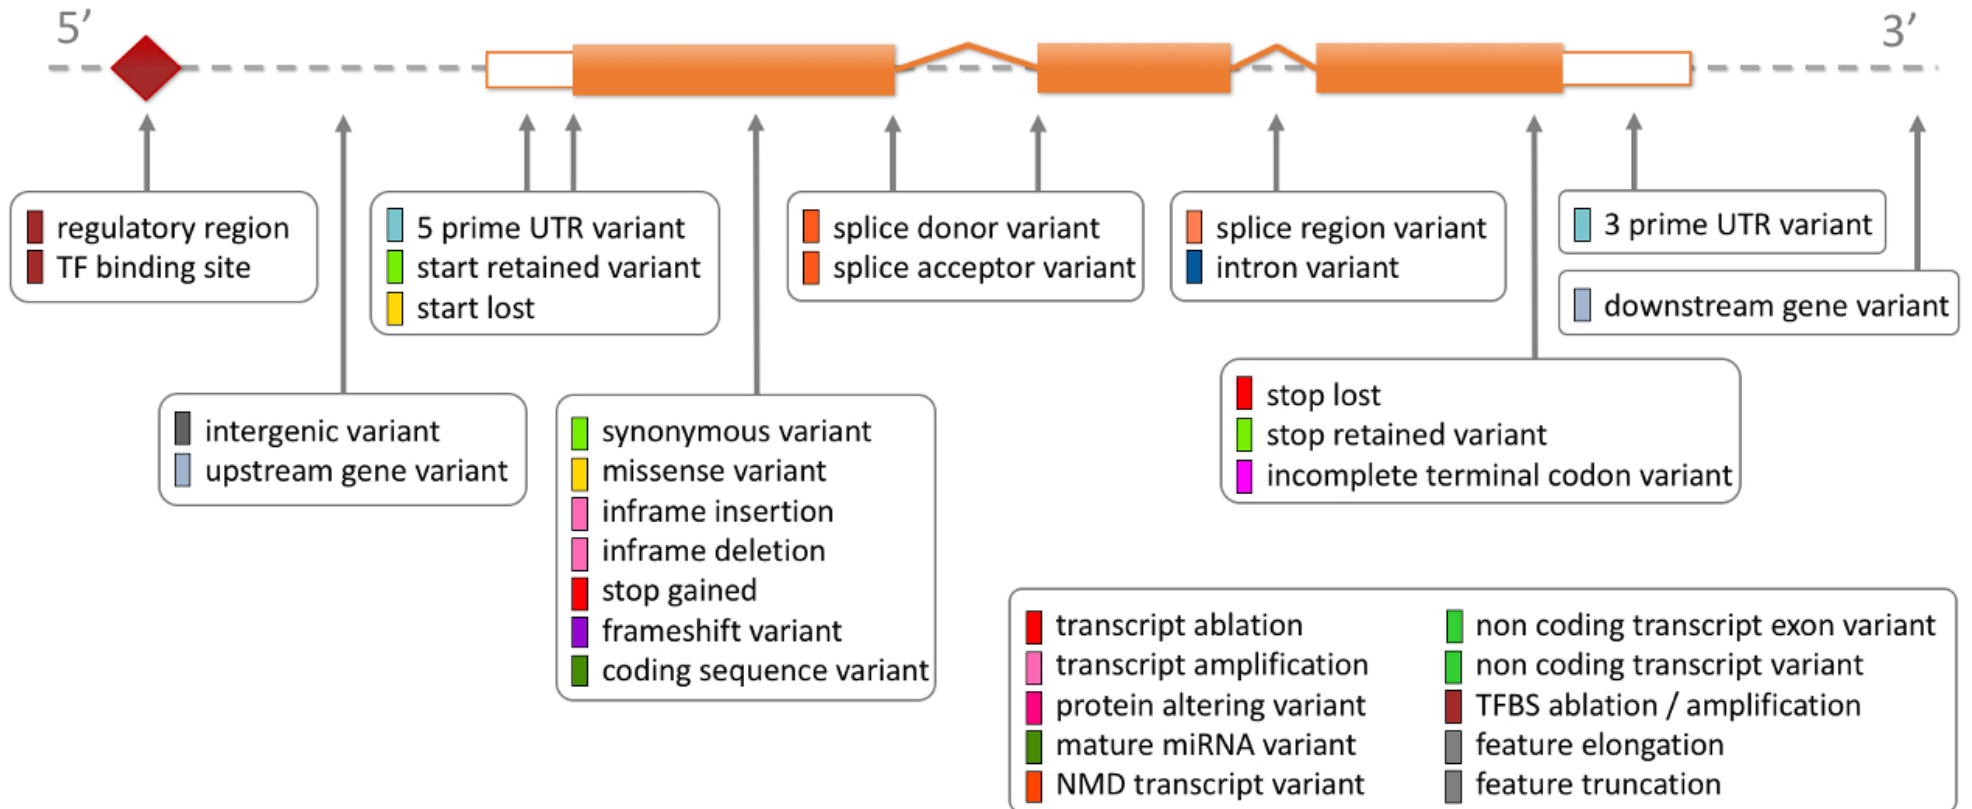 5’
3’
regulatory region
TF binding site
5 prime UTR variant
start retained variant
start lost
splice donor variant
splice acceptor variant
splice region variant
intron variant
3 prime UTR variant
downstream gene variant
intergenic variant
upstream gene variant
synonymous variant
missense variant
inframe insertion
inframe deletion
stop gained
frameshift variant
coding sequence variant
stop lost
stop retained variant
incomplete terminal codon variant
transcript ablation
transcript amplification
protein altering variant
mature miRNA variant
NMD transcript variant
non coding transcript exon variant
non coding transcript variant
TFBS ablation / amplification
feature elongation
feature truncation